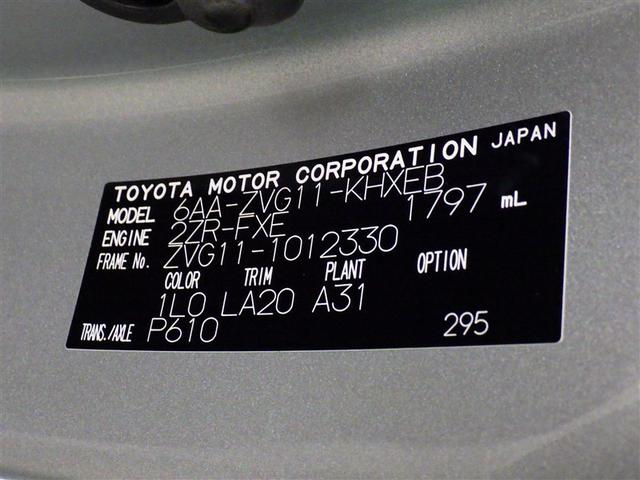 TOYOTA MOTOR CORPORATION JAPAN
MODEL 6AA-ZVG11-KHXEB
ENGINE 2ZR-FXE 1797 mL
FRAME No. ZVG11-1012330
COLOR TRIM PLANT OPTION
1L0 LA20 A31
TRANS./AXLE P610 295